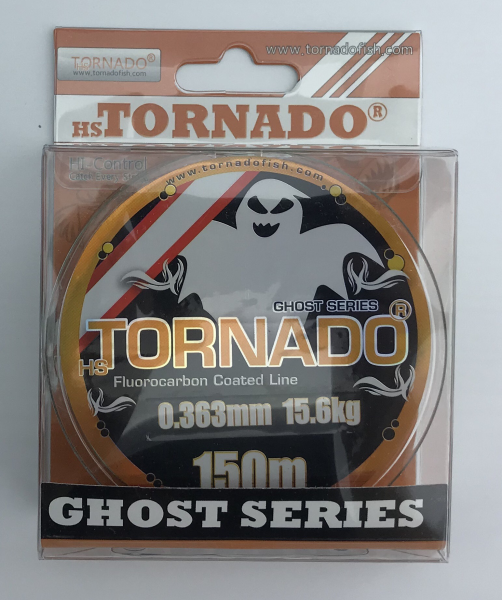 TORNADO®
www.tornadofish.com
www.tornadofish.com
HS TORNADO®
www.tornadofish.com
GHOST SERIES
HS TORNADO®
Fluorocarbon Coated Line
0.363mm 15.6kg
150m
GHOST SERIES